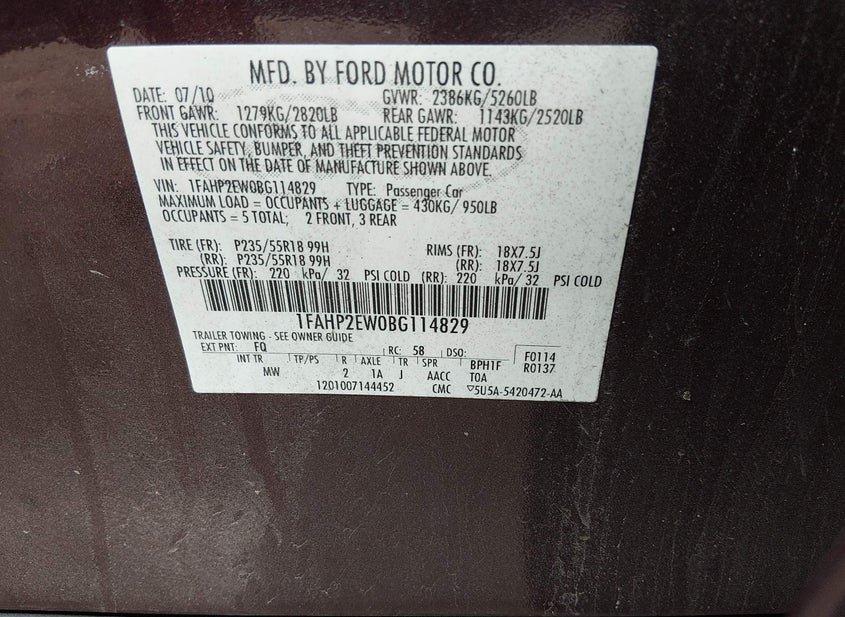 MFD. BY FORD MOTOR CO.
DATE: 07/10 GVWR: 2386KG/5260LB
FRONT GAWR: 1279KG/2820LB REAR GAWR: 1143KG/2520LB
THIS VEHICLE CONFORMS TO ALL APPLICABLE FEDERAL MOTOR
VEHICLE SAFETY, BUMPER, AND THEFT PREVENTION STANDARDS
IN EFFECT ON THE DATE OF MANUFACTURE SHOWN ABOVE.
VIN: 1FAHP2EW0BG114829 TYPE: Passenger Car
MAXIMUM LOAD = OCCUPANTS + LUGGAGE = 430KG/ 950LB
OCCUPANTS = 5 TOTAL; 2 FRONT, 3 REAR
TIRE (FR): P235/55R18 99H RIMS (FR): 18X7.5J
(RR): P235/55R18 99H (RR): 18X7.5J
PRESSURE (FR): 220 kPa/ 32 PSI COLD (RR): 220 kPa/ 32 PSI COLD
1FAHP2EW0BG114829
TRAILER TOWING - SEE OWNER GUIDE
EXT PNT: FQ RC: 58 DSO: F0114
INT TR TP/PS R AXLE TR SPR BPH1F R0137
MW 2 1A J AACC TOA
1201007144452 CMC ▽5U5A-5420472-AA